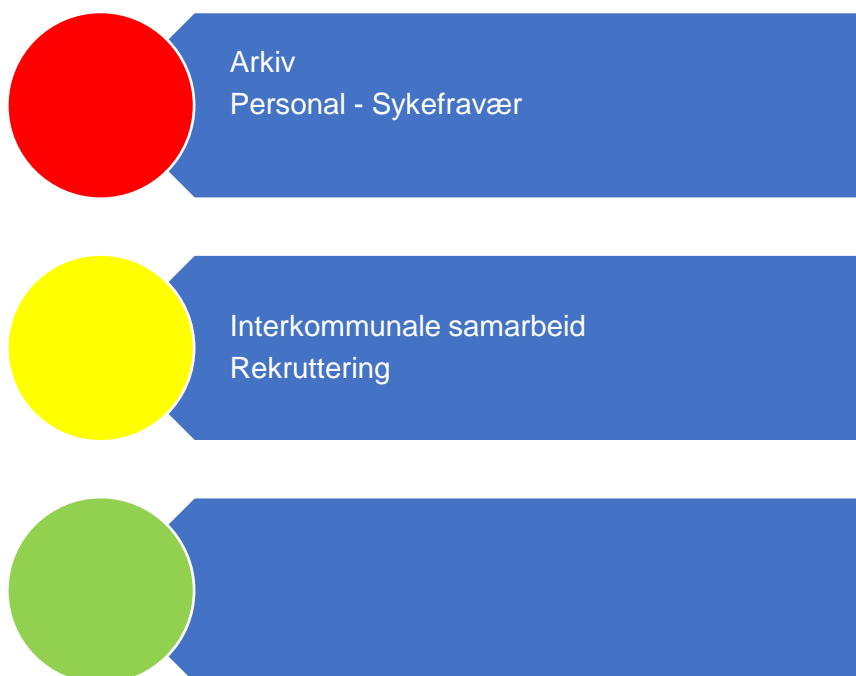 Arkiv
Personal - Sykefravær
Interkommunale samarbeid
Rekruttering